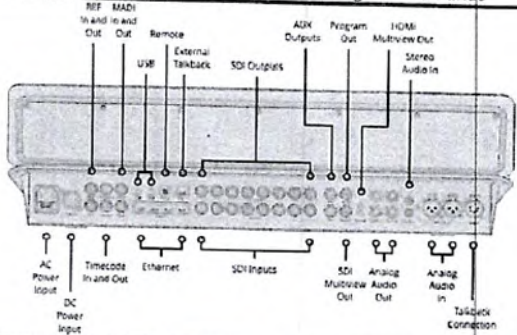 REF
In and
Out
MADI
In and
Out
USB
Remote
External
Talkback
SDI Outputs
AUX
Outputs
Program
Out
HDMI
Multiview Out
Stereo
Audio In
AC
Power
Input
DC
Power
Input
Timecode
In and Out
Ethernet
SDI Inputs
SDI
Multiview
Out
Analog
Audio
Out
Analog
Audio
In
Talkback
Connection